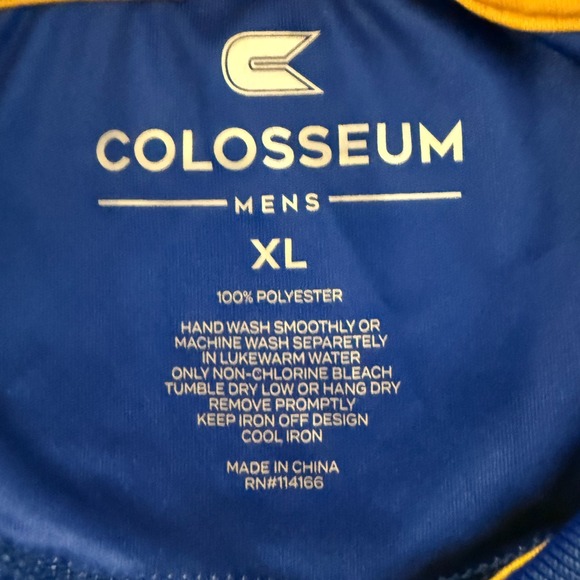 COLOSSEUM
MENS
XL
100% POLYESTER
HAND WASH SMOOTHLY OR
MACHINE WASH SEPARETELY
IN LUKEWARM WATER
ONLY NON-CHLORINE BLEACH
TUMBLE DRY LOW OR HANG DRY
REMOVE PROMPTLY
KEEP IRON OFF DESIGN
COOL IRON
MADE IN CHINA
RN#114166